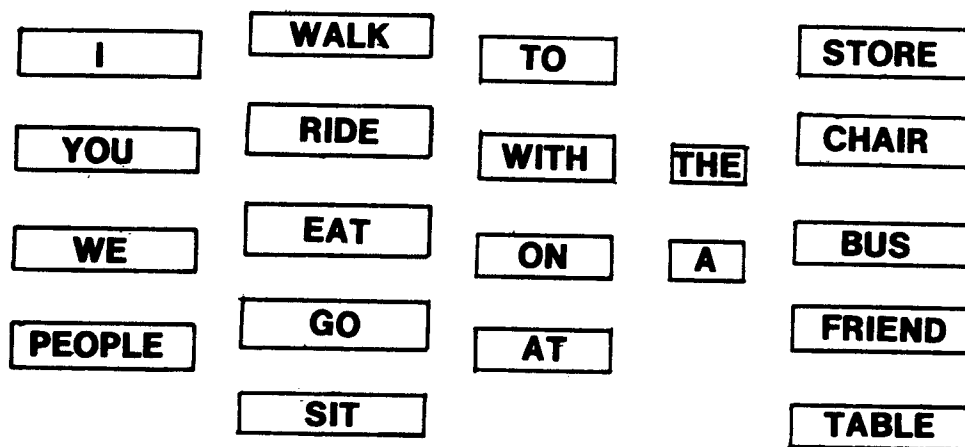 I WALK TO STORE
YOU RIDE WITH THE CHAIR
WE EAT ON A BUS
PEOPLE GO AT FRIEND
SIT TABLE